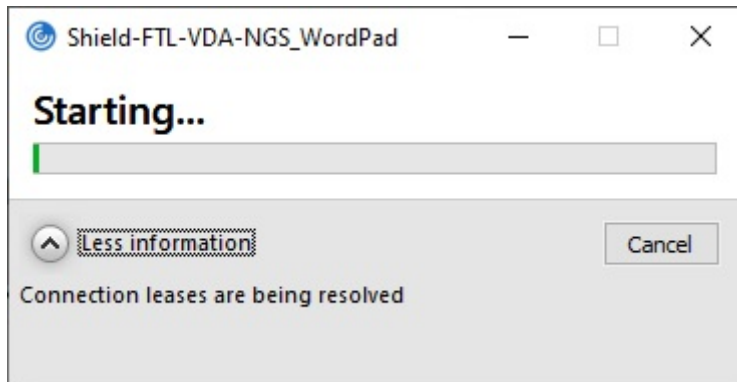 Shield-FTL-VDA-NGS_WordPad
Starting...
Less information
Cancel
Connection leases are being resolved